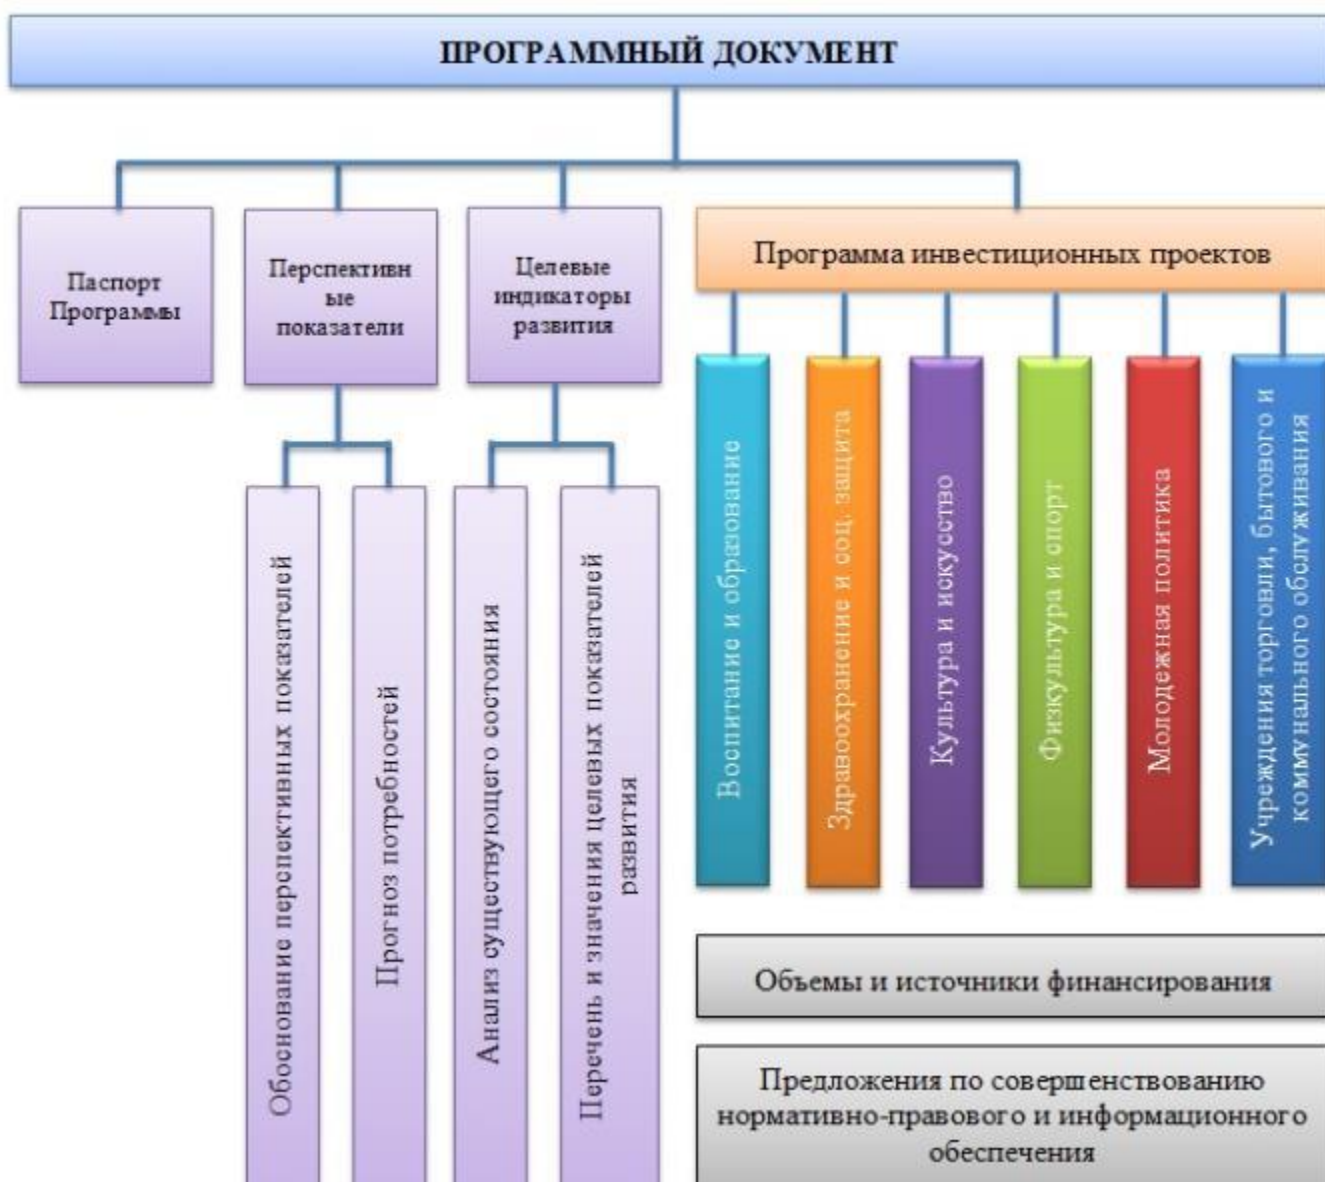 ПРОГРАММНЫЙ ДОКУМЕНТ
Паспорт
Программы
Перспективн
ые
показатели
Целевые
индикаторы
развития
Программа инвестиционных проектов
Обоснование перспективных показателей
Прогноз потребностей
Анализ существующего состояния
Перечень и значения целевых показателей
развития
Воспитание и образование
Здравоохранение и соц. защита
Культура и искусство
Физкультура и спорт
Молодежная политика
Учреждения торговли, бытового и
коммунального обслуживания
Объемы и источники финансирования
Предложения по совершенствованию
нормативно-правового и информационного
обеспечения